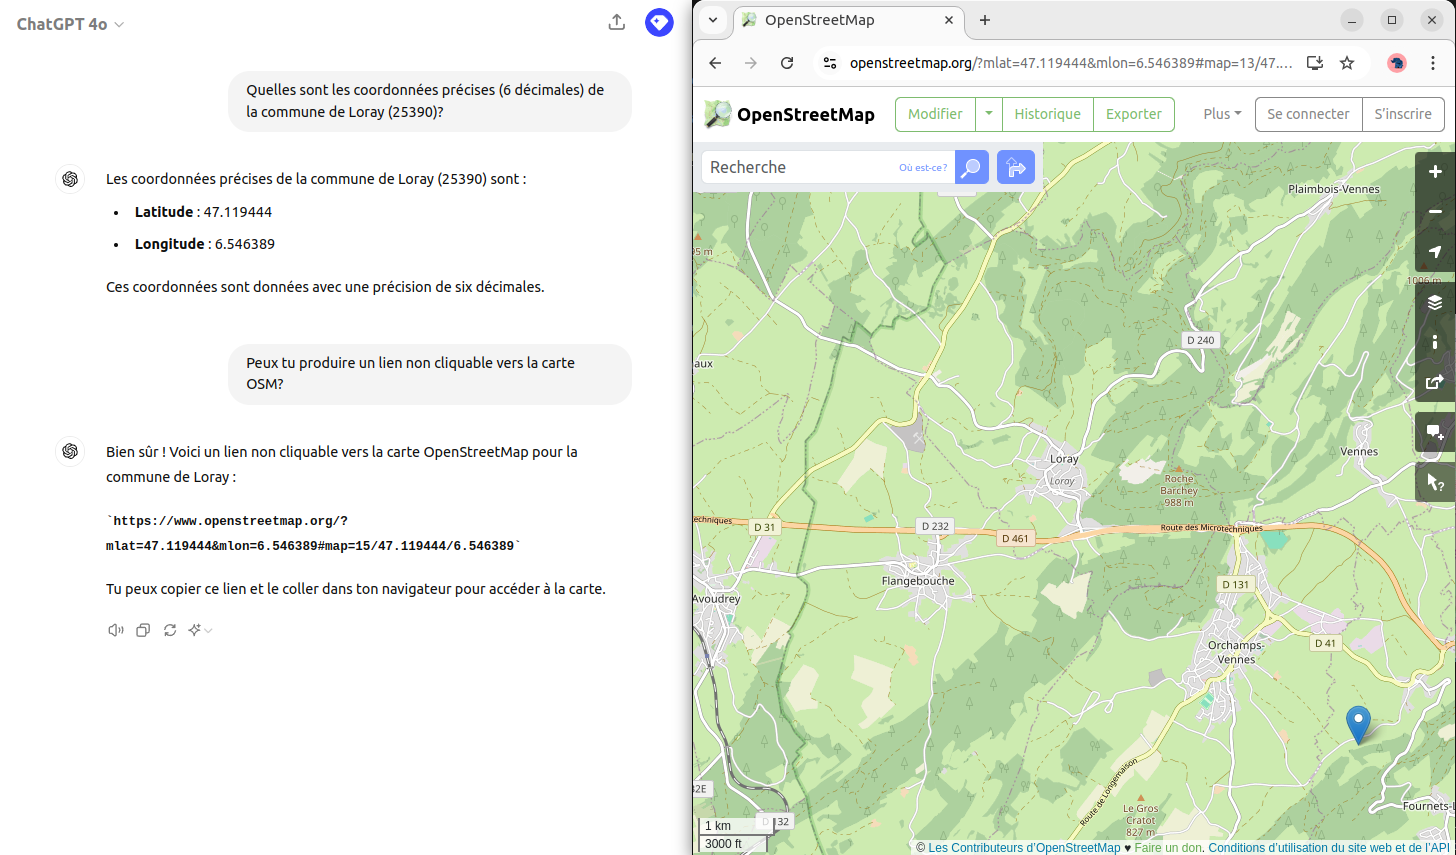 ChatGPT 4o
Quelles sont les coordonnées précises (6 décimales) de
la commune de Loray (25390)?
Les coordonnées précises de la commune de Loray (25390) sont :
• Latitude : 47.119444
• Longitude : 6.546389
Ces coordonnées sont données avec une précision de six décimales.
Peux tu produire un lien non cliquable vers la carte
OSM?
Bien sûr ! Voici un lien non cliquable vers la carte OpenStreetMap pour la
commune de Loray :
`https://www.openstreetmap.org/?
mlat=47.119444&mlon=6.546389#map=15/47.119444/6.546389`
Tu peux copier ce lien et le coller dans ton navigateur pour accéder à la carte.
OpenStreetMap
openstreetmap.org/?mlat=47.119444&mlon=6.546389#map=13/47....
OpenStreetMap
Modifier
Historique
Exporter
Plus
Se connecter
S'inscrire
Recherche
Où est-ce ?
Plaimbois-Vennes
5 m
1006 m
D 240
aux
Loray
Loray
Vennes
Roche
Barchey
988 m
echniques
D 31
D 232
D 461
Route des Microtechniques
Flangebouche
D 131
Avoudrey
Orchamps-
Vennes
D 41
Route de Longemaison
32E
Le Gros
Cratot
827 m
Fournets-L
1 km
D 132
3000 ft
© Les Contributeurs d'OpenStreetMap ♥ Faire un don. Conditions d'utilisation du site web et de l'API